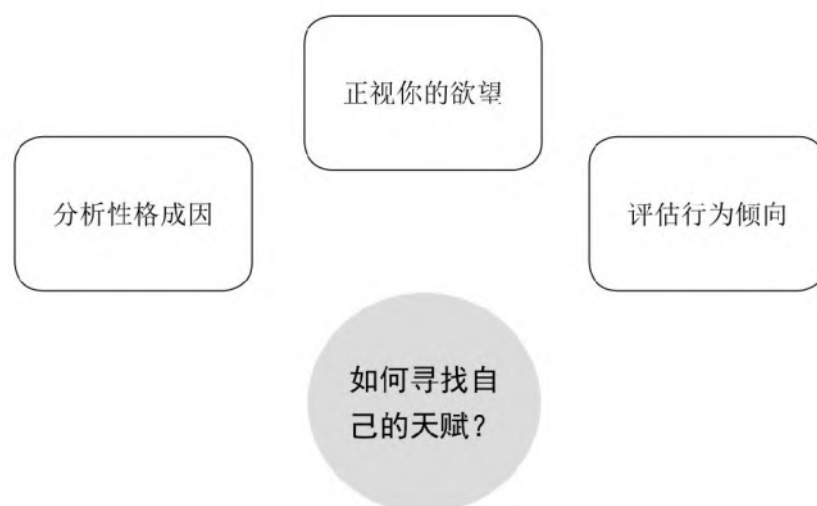 正视你的欲望
分析性格成因
评估行为倾向
如何寻找自
己的天赋？